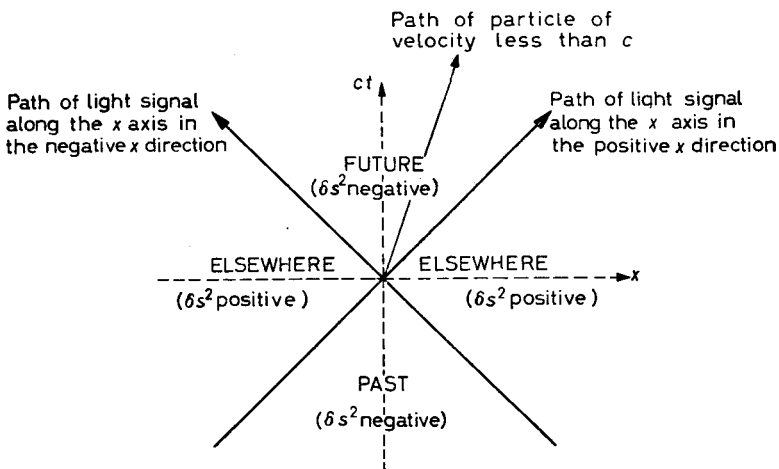 Path of particle of
velocity less than c
ct
Path of light signal
along the x axis in
the negative x direction
Path of light signal
along the x axis in
the positive x direction
FUTURE
(δs² negative)
ELSEWHERE
ELSEWHERE
x
(δs² positive)
(δs² positive)
PAST
(δs² negative)